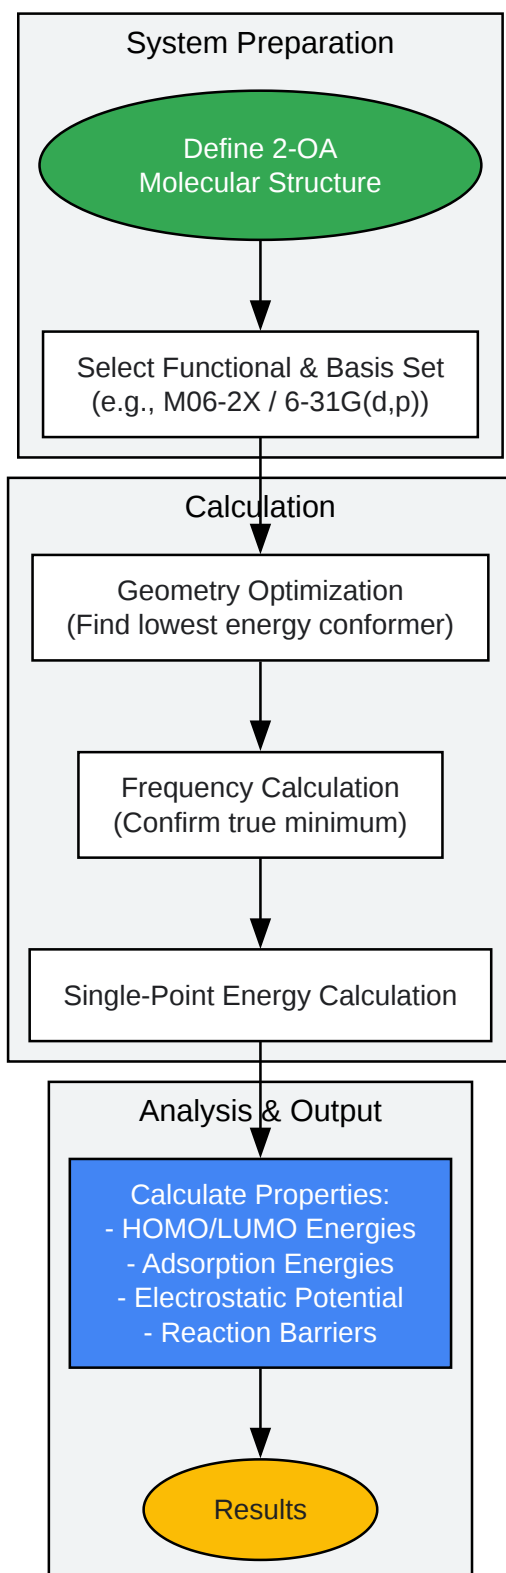 System Preparation
Define 2-OA
Molecular Structure
Select Functional & Basis Set
(e.g., M06-2X / 6-31G(d,p))
Calculation
Geometry Optimization
(Find lowest energy conformer)
Frequency Calculation
(Confirm true minimum)
Single-Point Energy Calculation
Analysis & Output
Calculate Properties:
- HOMO/LUMO Energies
- Adsorption Energies
- Electrostatic Potential
- Reaction Barriers
Results